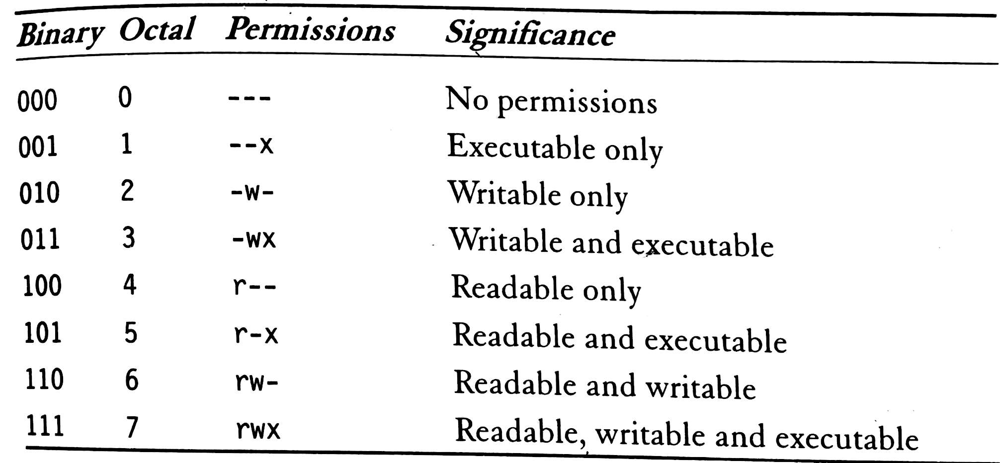 Binary Octal Permissions Significance
000 0 --- No permissions
001 1 --x Executable only
010 2 -w- Writable only
011 3 -wx Writable and executable
100 4 r-- Readable only
101 5 r-x Readable and executable
110 6 rw- Readable and writable
111 7 rwx Readable, writable and executable